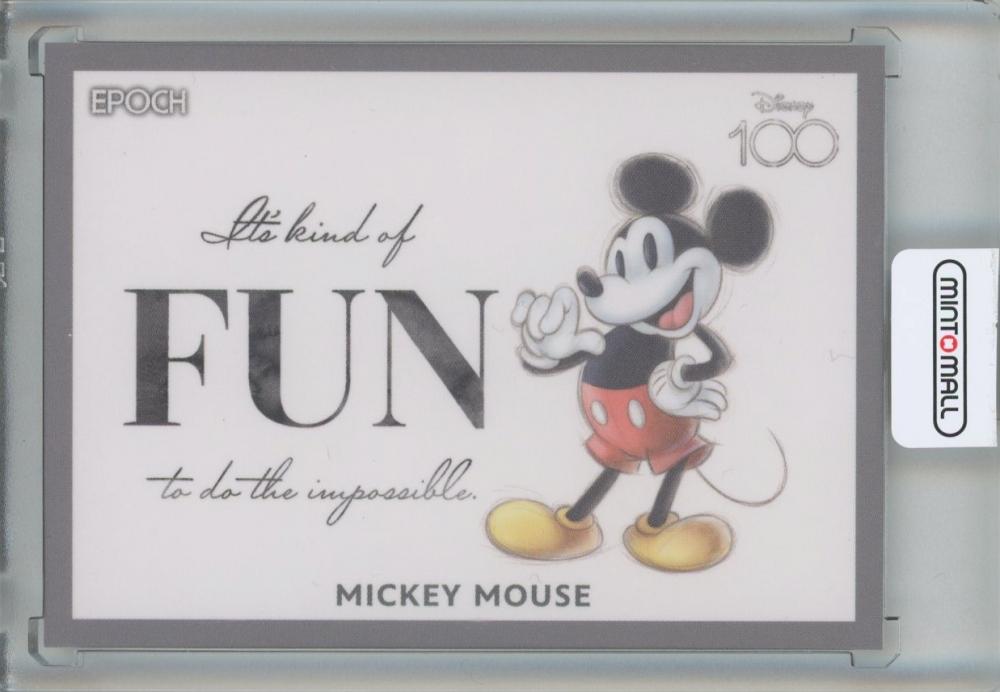 EPOCH
Disney
100
It's kind of
FUN
to do the impossible.
MICKEY MOUSE
MINTOMALL